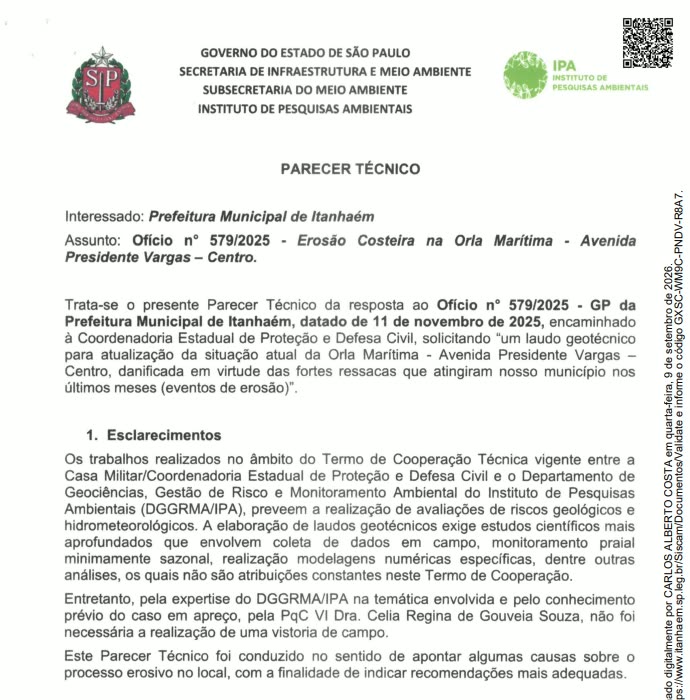 GOVERNO DO ESTADO DE SÃO PAULO
SECRETARIA DE INFRAESTRUTURA E MEIO AMBIENTE
SUBSECRETARIA DO MEIO AMBIENTE
INSTITUTO DE PESQUISAS AMBIENTAIS
SP
IPA
INSTITUTO DE
PESQUISAS AMBIENTAIS
PARECER TÉCNICO
Interessado: Prefeitura Municipal de Itanhaém
Assunto: Ofício n° 579/2025 - Erosão Costeira na Orla Marítima - Avenida
Presidente Vargas – Centro.
Trata-se o presente Parecer Técnico da resposta ao Ofício n° 579/2025 - GP da
Prefeitura Municipal de Itanhaém, datado de 11 de novembro de 2025, encaminhado
à Coordenadoria Estadual de Proteção e Defesa Civil, solicitando “um laudo geotécnico
para atualização da situação atual da Orla Marítima - Avenida Presidente Vargas –
Centro, danificada em virtude das fortes ressacas que atingiram nosso município nos
últimos meses (eventos de erosão)”.
1. Esclarecimentos
Os trabalhos realizados no âmbito do Termo de Cooperação Técnica vigente entre a
Casa Militar/Coordenadoria Estadual de Proteção e Defesa Civil e o Departamento de
Geociências, Gestão de Risco e Monitoramento Ambiental do Instituto de Pesquisas
Ambientais (DGGRMA/IPA), preveem a realização de avaliações de riscos geológicos e
hidrometeorológicos. A elaboração de laudos geotécnicos exige estudos científicos mais
aprofundados que envolvem coleta de dados em campo, monitoramento praial
minimamente sazonal, realização modelagens numéricas específicas, dentre outras
análises, os quais não são atribuições constantes neste Termo de Cooperação.
Entretanto, pela expertise do DGGRMA/IPA na temática envolvida e pelo conhecimento
prévio do caso em apreço, pela PqC VI Dra. Celia Regina de Gouveia Souza, não foi
necessária a realização de uma vistoria de campo.
Este Parecer Técnico foi conduzido no sentido de apontar algumas causas sobre o
processo erosivo no local, com a finalidade de indicar recomendações mais adequadas.
ado digitalmente por CARLOS ALBERTO COSTA em quarta-feira, 9 de setembro de 2026.
ps://www.itanhaem.sp.leg.br/Siscam/Documentos/Validate e informe o código GXSC-WM9C-PNDV-R8A7.